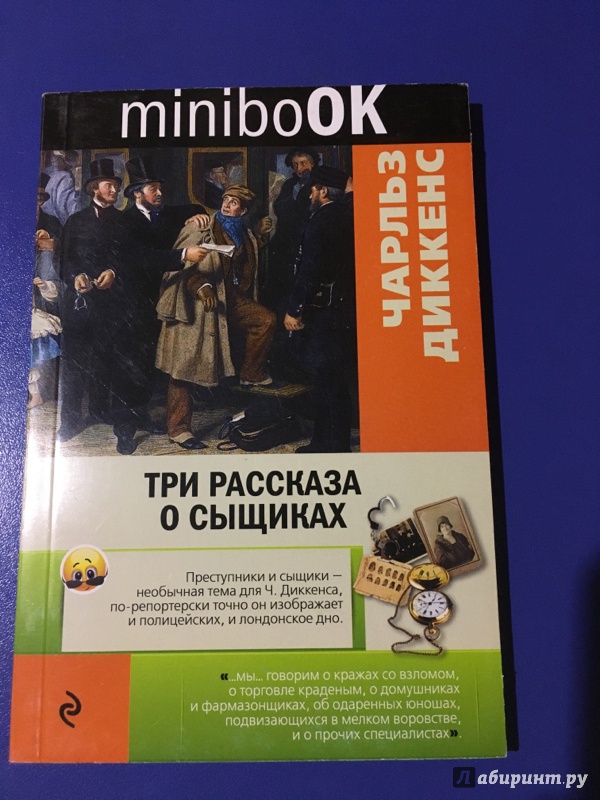 miniboOK
ЧАРЛЬЗ
ДИККЕНС
ТРИ РАССКАЗА
О СЫЩИКАХ
Преступники и сыщики –
необычная тема для Ч. Диккенса,
по-репортерски точно он изображает
и полицейских, и лондонское дно.
«...мы... говорим о кражах со взломом,
о торговле краденым, о домушниках
и фармазонщиках, об одаренных юношах,
подвизающихся в мелком воровстве,
и о прочих специалистах».
Лабиринт.ру